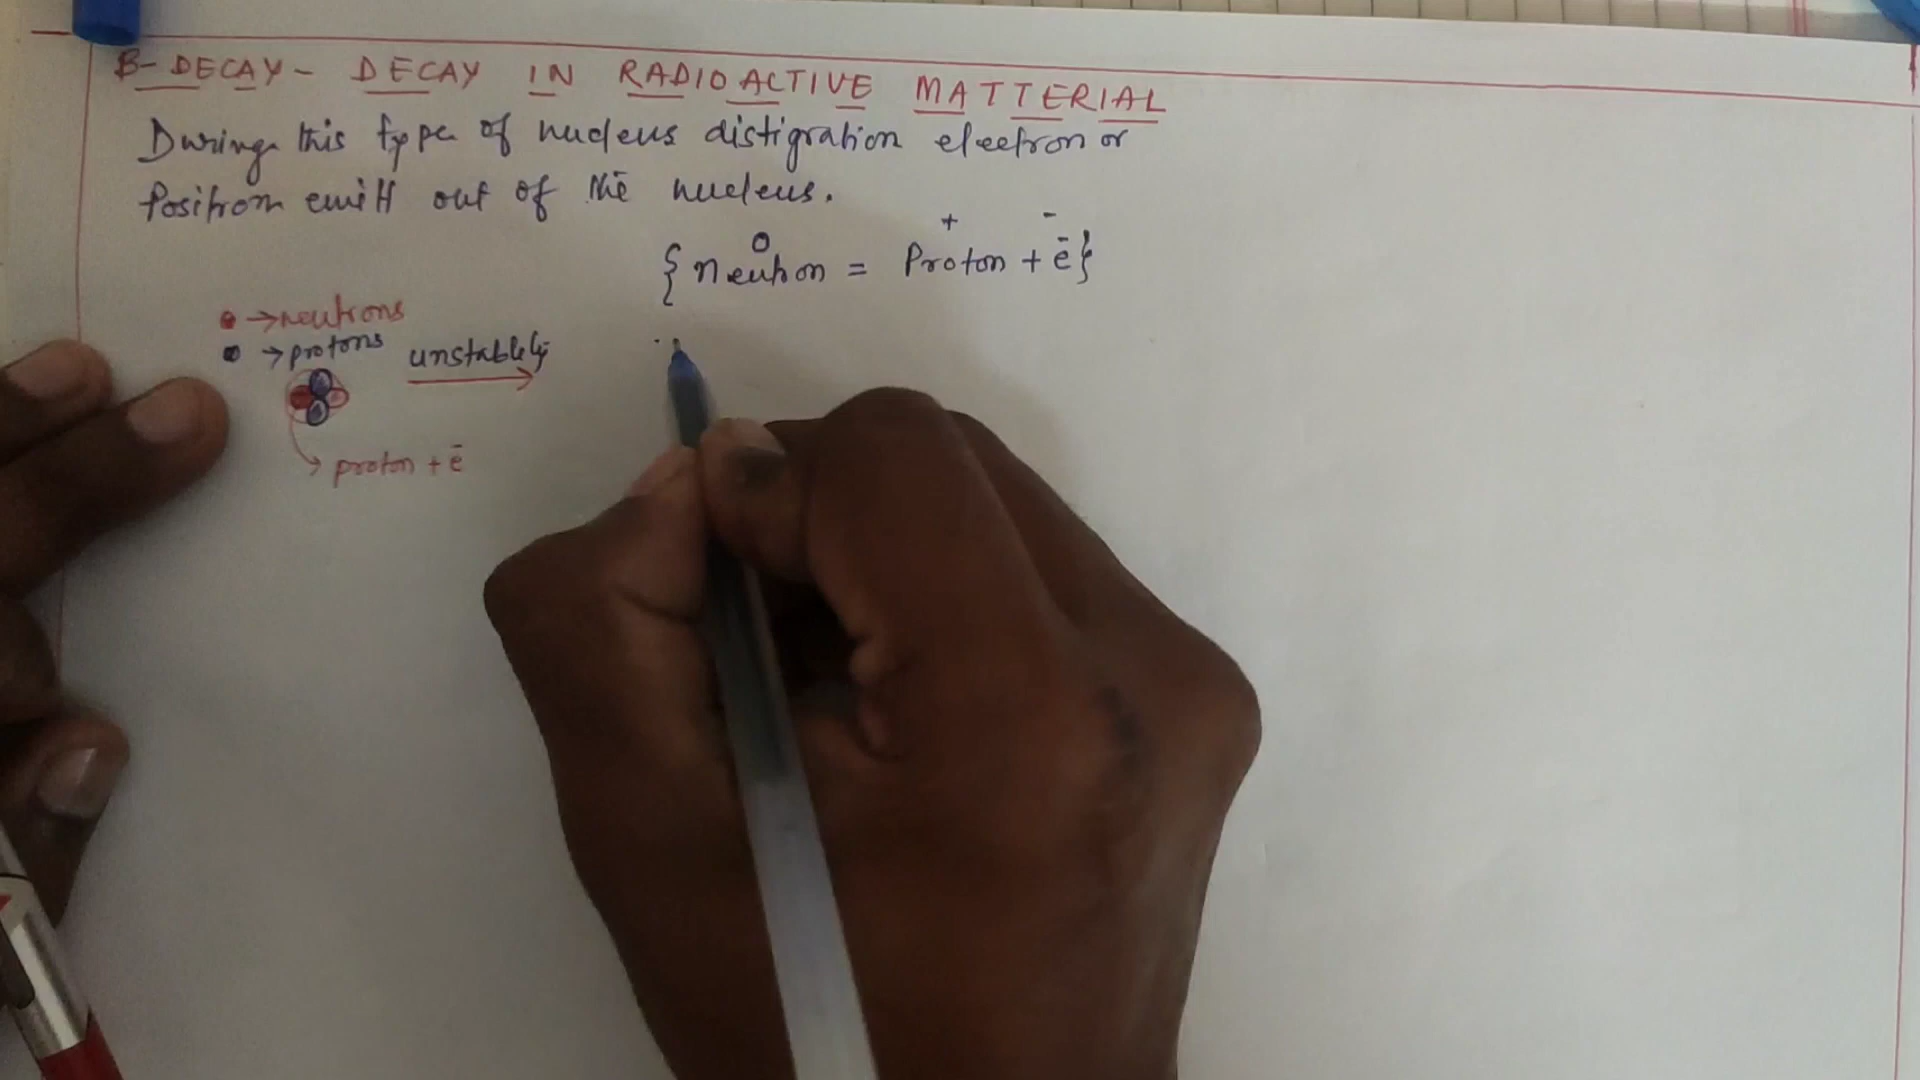 B-DECAY- DECAY IN RADIOACTIVE MATTERIAL
During this type of nucleus distigration electron or
Positron emitt out of the nucleus.
o + -
{neutron = Proton + ē}
→neutrons
→protons
unstablely
→ proton + ē